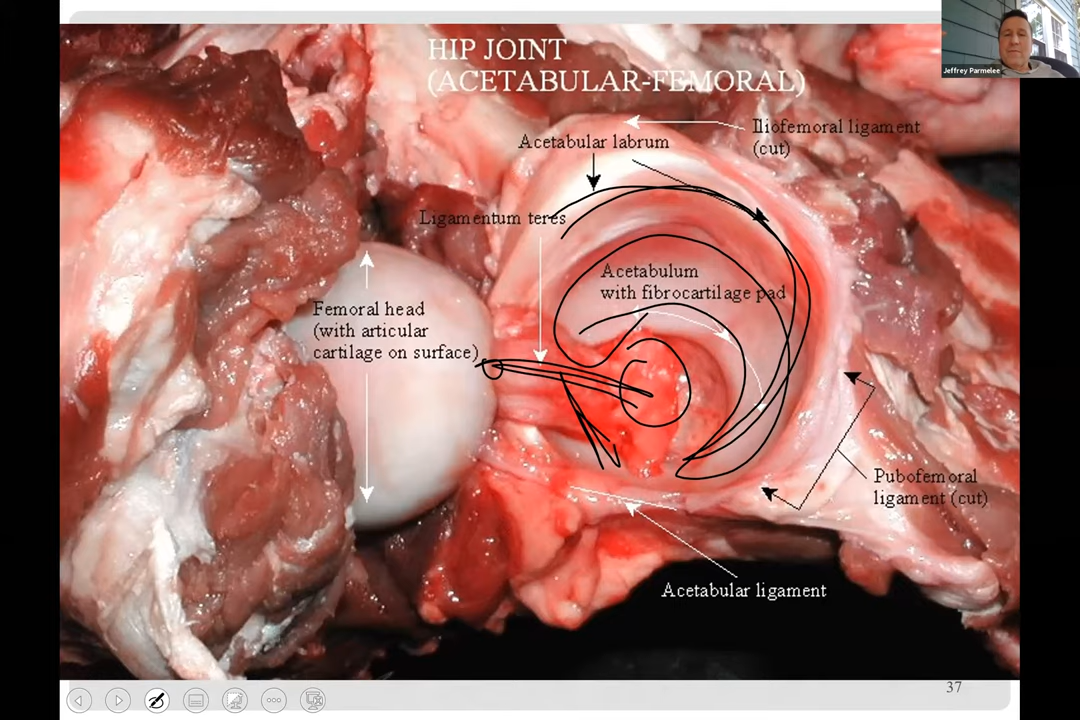 Jeffrey Parmelee
HIP JOINT
(ACETABULAR-FEMORAL)
Iliofemoral ligament
(cut)
Acetabular labrum
Ligamentum teres
Acetabulum
with fibrocartilage pad
Femoral head
(with articular
cartilage on surface)
Pubofemoral
ligament (cut)
Acetabular ligament
37